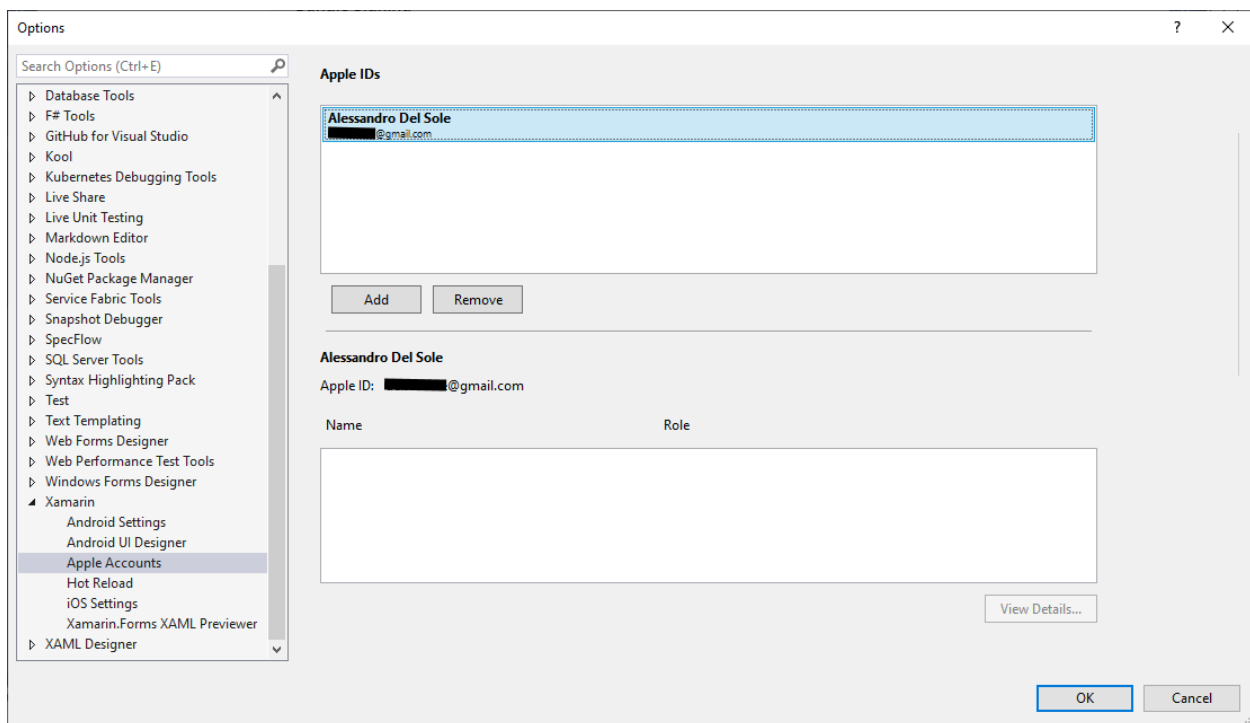 Options
?
Search Options (Ctrl+E)
Database Tools
F# Tools
GitHub for Visual Studio
Kool
Kubernetes Debugging Tools
Live Share
Live Unit Testing
Markdown Editor
Node.js Tools
NuGet Package Manager
Service Fabric Tools
Snapshot Debugger
SpecFlow
SQL Server Tools
Syntax Highlighting Pack
Test
Text Templating
Web Forms Designer
Web Performance Test Tools
Windows Forms Designer
Xamarin
Android Settings
Android UI Designer
Apple Accounts
Hot Reload
iOS Settings
Xamarin.Forms XAML Previewer
XAML Designer
Apple IDs
Alessandro Del Sole
@gmail.com
Add Remove
Alessandro Del Sole
Apple ID: @gmail.com
Name Role
View Details...
OK Cancel